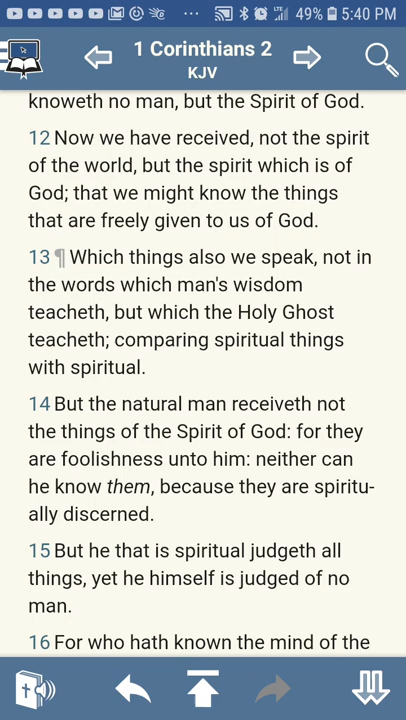 49% 5:40 PM
1 Corinthians 2
KJV
knoweth no man, but the Spirit of God.
12 Now we have received, not the spirit
of the world, but the spirit which is of
God; that we might know the things
that are freely given to us of God.
13 ¶ Which things also we speak, not in
the words which man's wisdom
teacheth, but which the Holy Ghost
teacheth; comparing spiritual things
with spiritual.
14 But the natural man receiveth not
the things of the Spirit of God: for they
are foolishness unto him: neither can
he know them, because they are spiritu-
ally discerned.
15 But he that is spiritual judgeth all
things, yet he himself is judged of no
man.
16 For who hath known the mind of the